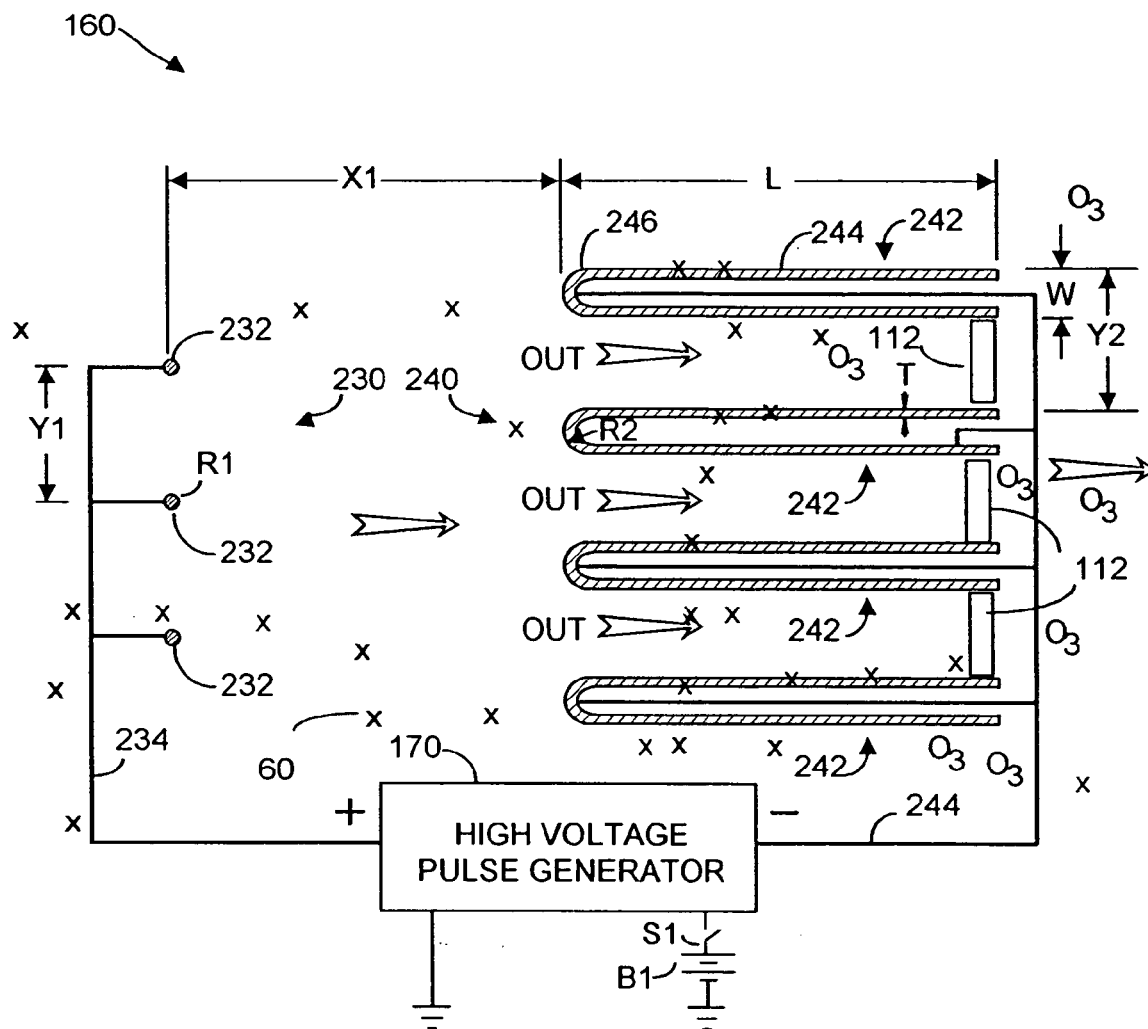 160
X1
L
O3
246
244
242
W
Y2
x x
x
x x
232
x
x
OUT
O3
112
T
230
240
Y1
x
x x
R2
R1
x
OUT
242
O3
O3
232
x
112
x
x
x
OUT
x x
242
O3
x
232
x
x x x
x
x
x
60
170
x x x
242
O3
O3
x
234
x
+
-
244
HIGH VOLTAGE
PULSE GENERATOR
S1
B1